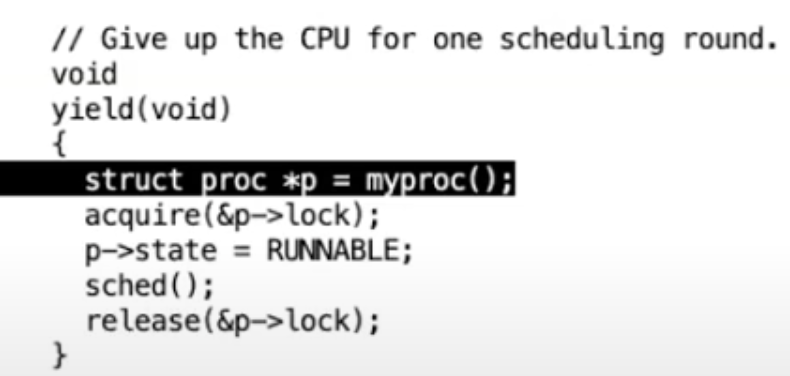 // Give up the CPU for one scheduling round.
void
yield(void)
{
  struct proc *p = myproc();
  acquire(&p->lock);
  p->state = RUNNABLE;
  sched();
  release(&p->lock);
}